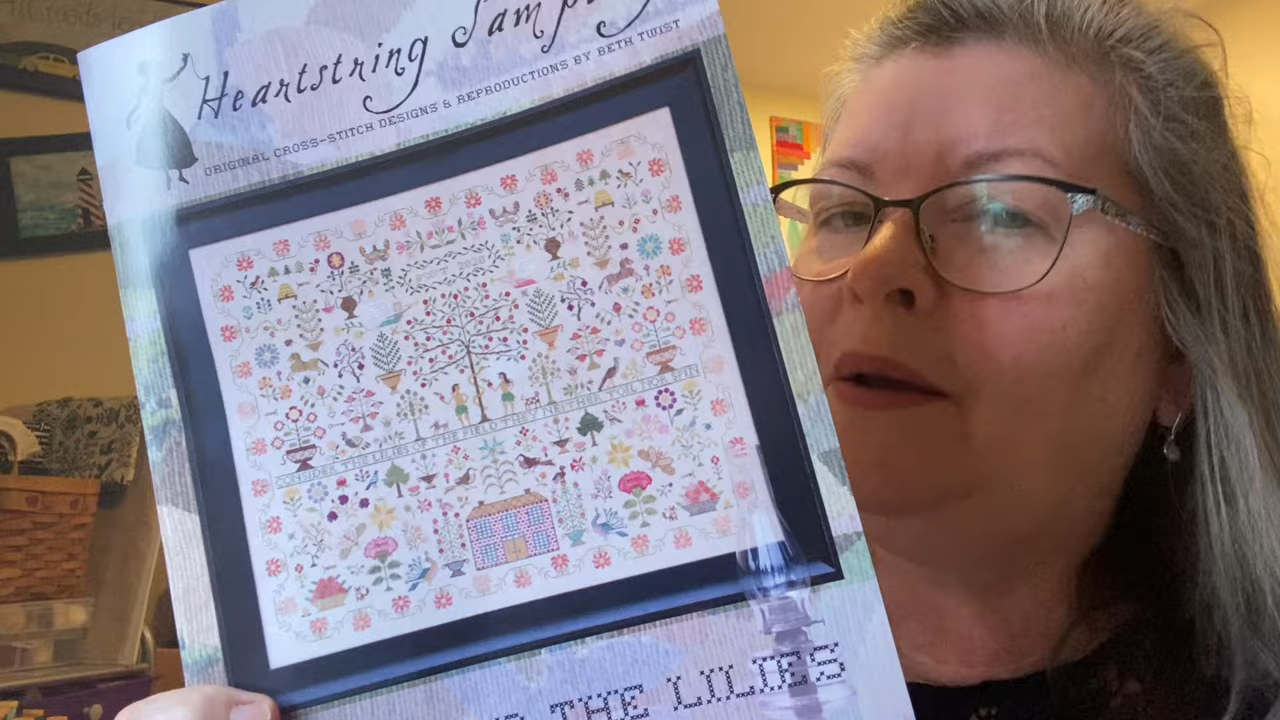 Heartstring
ORIGINAL CROSS-STITCH DESIGNS & REPRODUCTIONS BY BETH TWIST
2020
CONSIDER THE LILIES OF THE FIELD THEY NEITHER TOIL NOR SPIN
THE LILIES